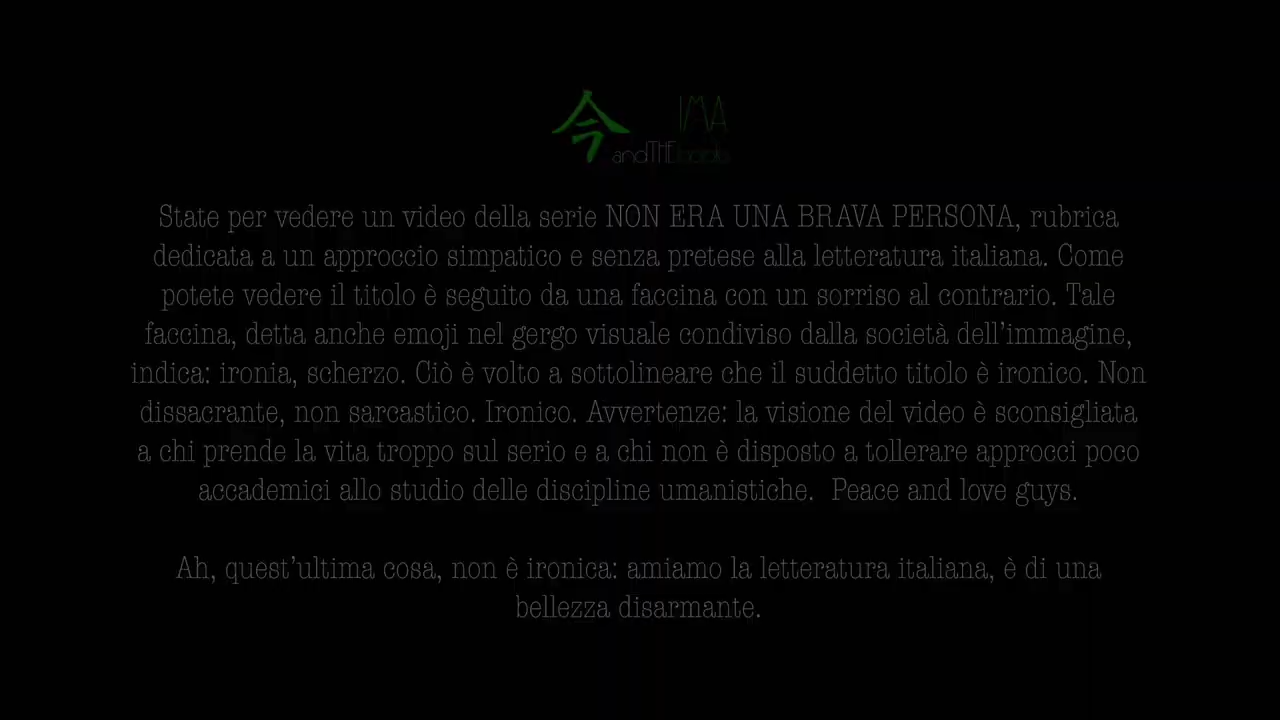 今 IMA
andTHEbooks
State per vedere un video della serie NON ERA UNA BRAVA PERSONA, rubrica
dedicata a un approccio simpatico e senza pretese alla letteratura italiana. Come
potete vedere il titolo è seguito da una faccina con un sorriso al contrario. Tale
faccina, detta anche emoji nel gergo visuale condiviso dalla società dell'immagine,
indica: ironia, scherzo. Ciò è volto a sottolineare che il suddetto titolo è ironico. Non
dissacrante, non sarcastico. Ironico. Avvertenze: la visione del video è sconsigliata
a chi prende la vita troppo sul serio e a chi non è disposto a tollerare approcci poco
accademici allo studio delle discipline umanistiche.  Peace and love guys.
Ah, quest'ultima cosa, non è ironica: amiamo la letteratura italiana, è di una
bellezza disarmante.